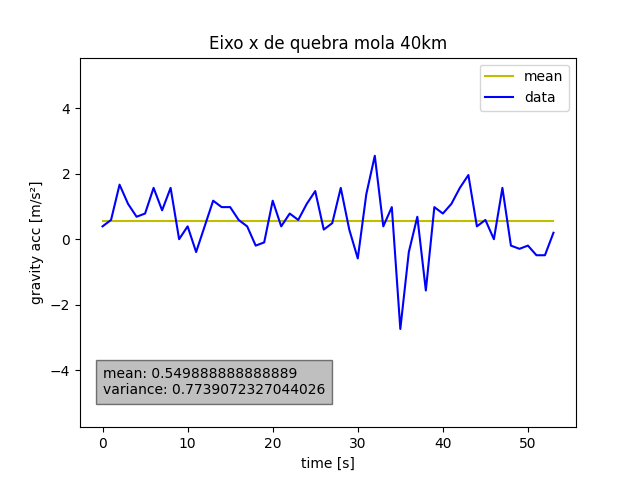 Eixo x de quebra mola 40km
mean
data
gravity acc [m/s²]
4
2
0
−2
−4
mean: 0.549888888888889
variance: 0.7739072327044026
0 10 20 30 40 50
time [s]